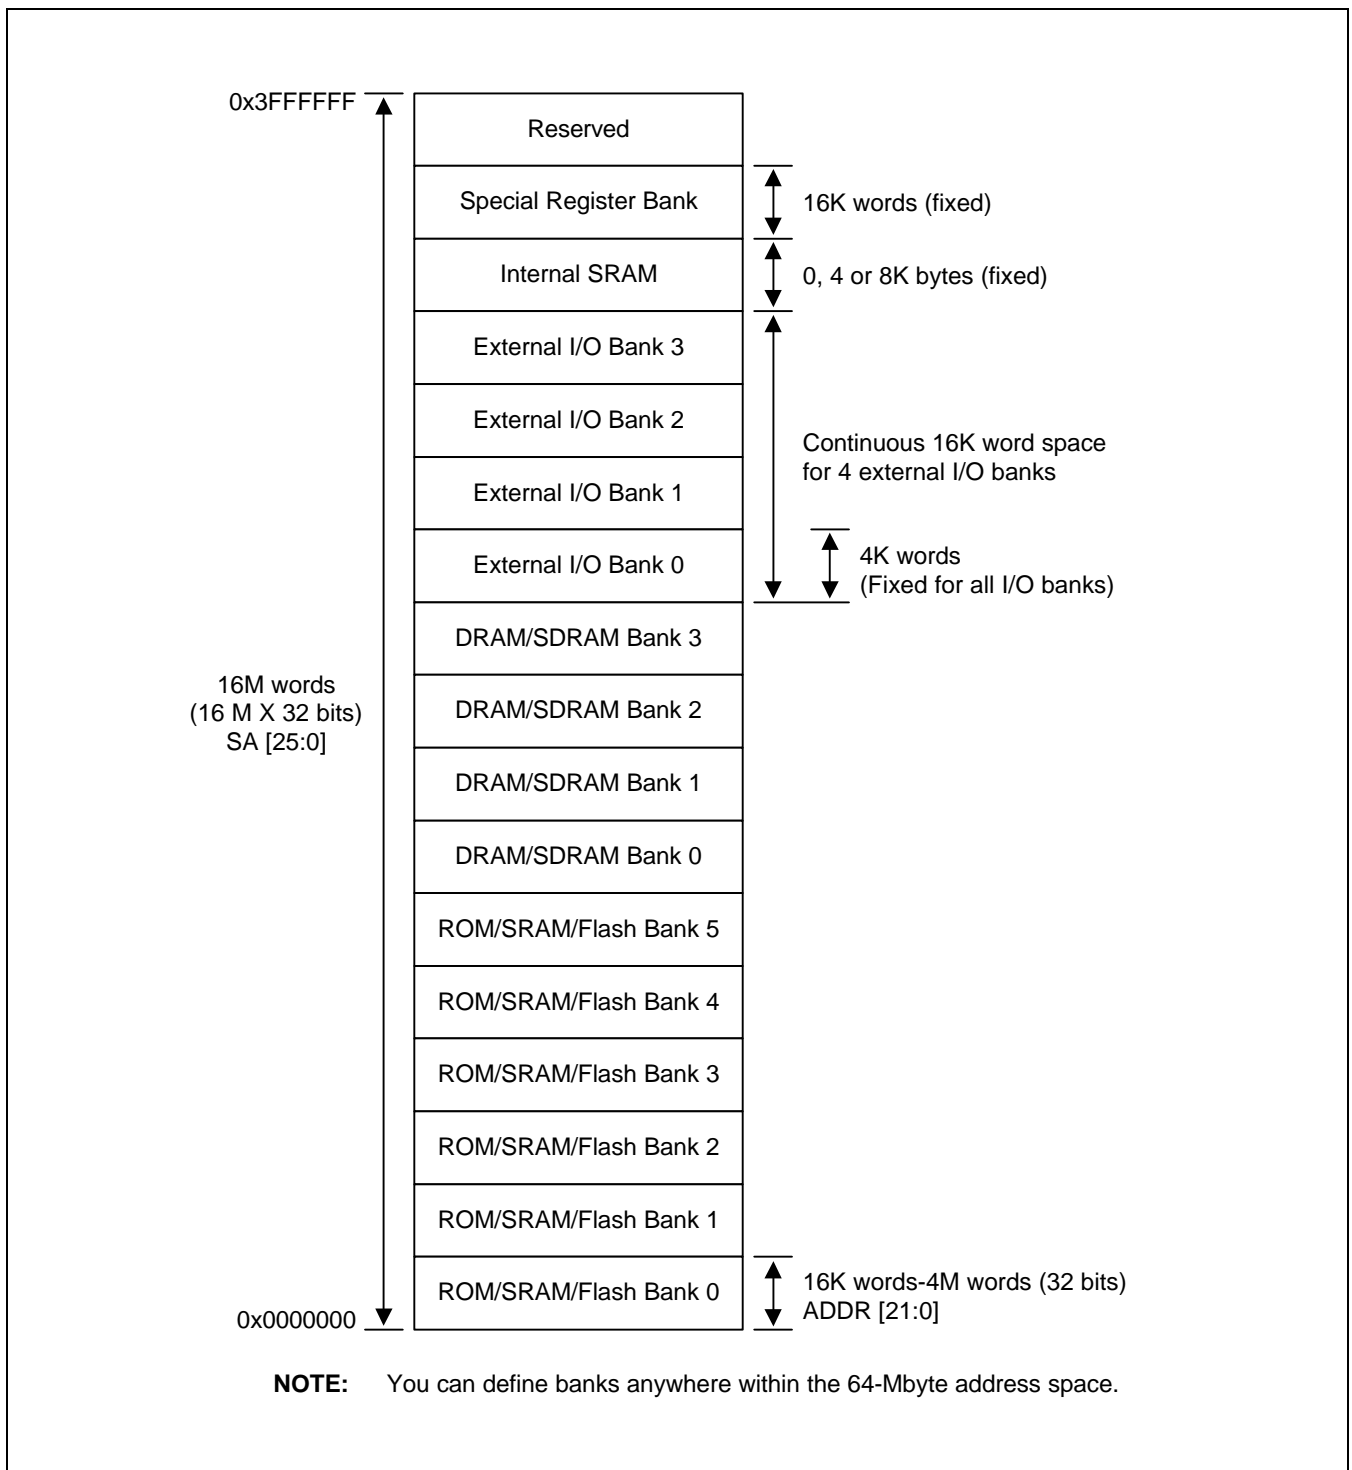 0x3FFFFFF
Reserved
Special Register Bank
16K words (fixed)
Internal SRAM
0, 4 or 8K bytes (fixed)
External I/O Bank 3
External I/O Bank 2
Continuous 16K word space
for 4 external I/O banks
External I/O Bank 1
External I/O Bank 0
4K words
(Fixed for all I/O banks)
DRAM/SDRAM Bank 3
16M words
(16 M X 32 bits)
SA [25:0]
DRAM/SDRAM Bank 2
DRAM/SDRAM Bank 1
DRAM/SDRAM Bank 0
ROM/SRAM/Flash Bank 5
ROM/SRAM/Flash Bank 4
ROM/SRAM/Flash Bank 3
ROM/SRAM/Flash Bank 2
ROM/SRAM/Flash Bank 1
ROM/SRAM/Flash Bank 0
16K words-4M words (32 bits)
ADDR [21:0]
0x0000000
NOTE: You can define banks anywhere within the 64-Mbyte address space.